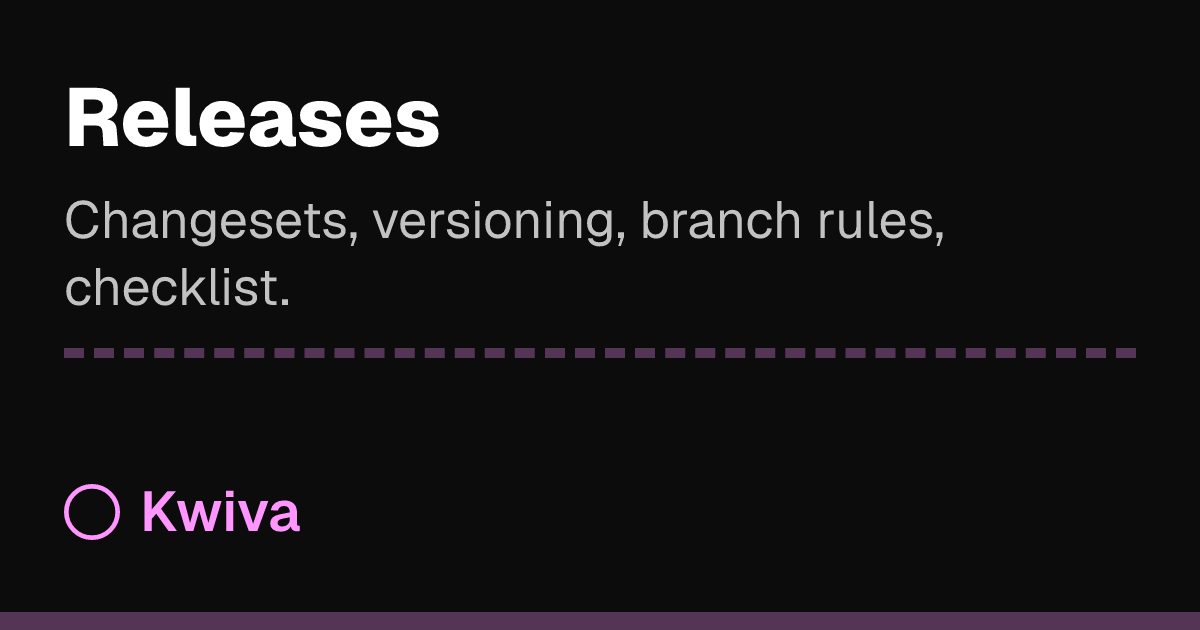 Releases
Changesets, versioning, branch rules,
checklist.
Kwiva